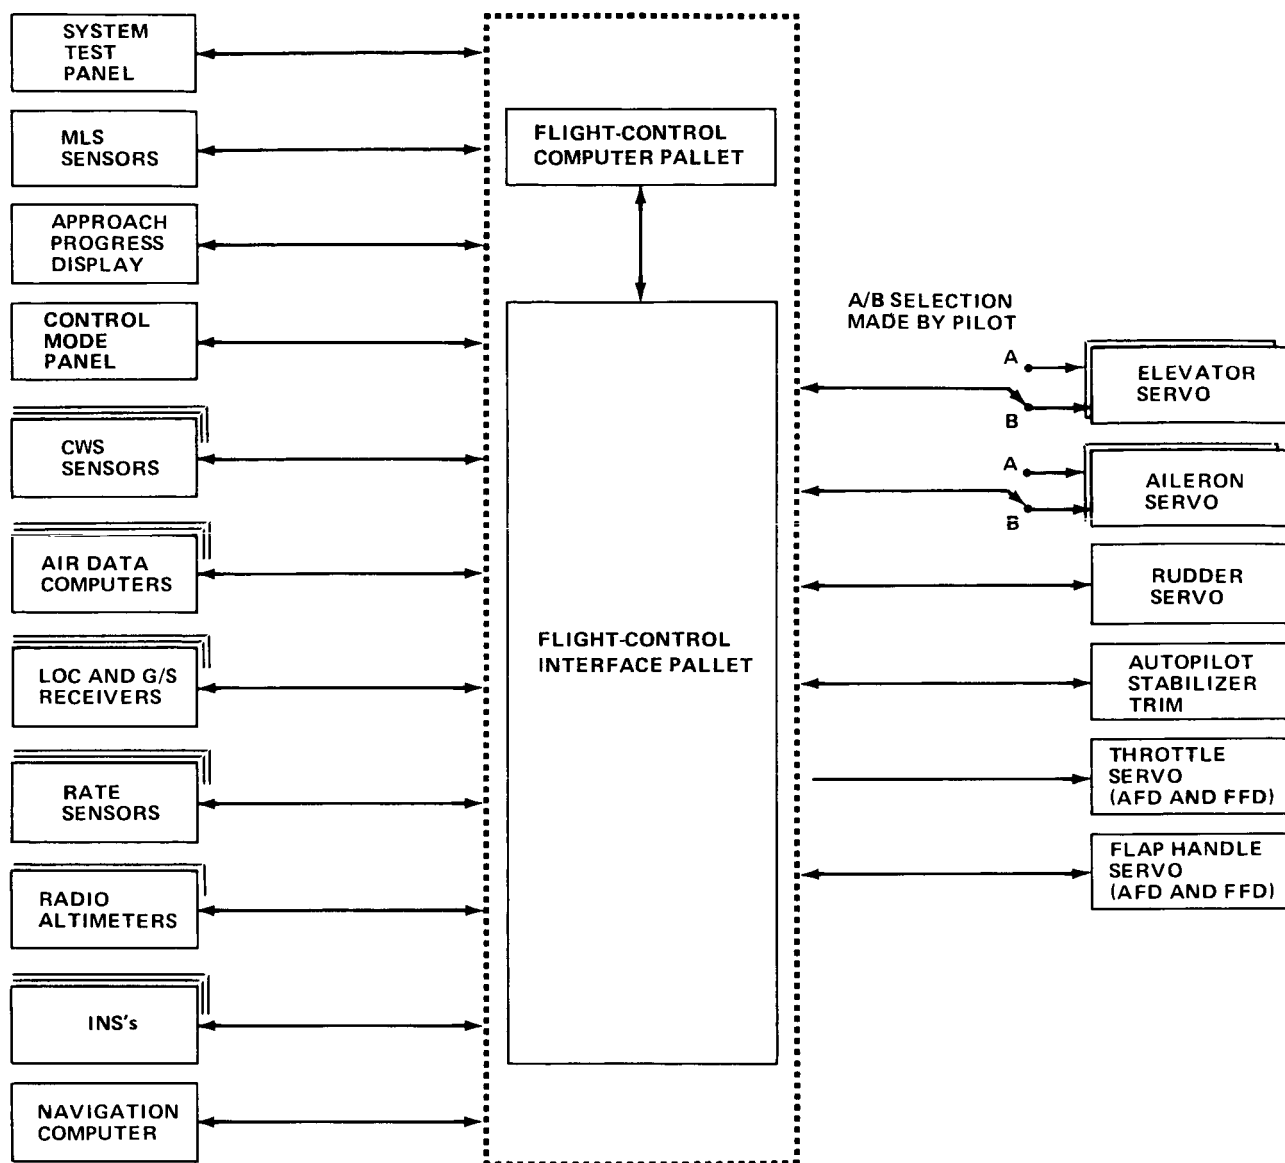 SYSTEM
TEST
PANEL
MLS
SENSORS
APPROACH
PROGRESS
DISPLAY
CONTROL
MODE
PANEL
CWS
SENSORS
AIR DATA
COMPUTERS
LOC AND G/S
RECEIVERS
RATE
SENSORS
RADIO
ALTIMETERS
INS's
NAVIGATION
COMPUTER
FLIGHT-CONTROL
COMPUTER PALLET
FLIGHT-CONTROL
INTERFACE PALLET
A/B SELECTION
MADE BY PILOT
A
B
ELEVATOR
SERVO
A
B
AILERON
SERVO
RUDDER
SERVO
AUTOPILOT
STABILIZER
TRIM
THROTTLE
SERVO
(AFD AND FFD)
FLAP HANDLE
SERVO
(AFD AND FFD)